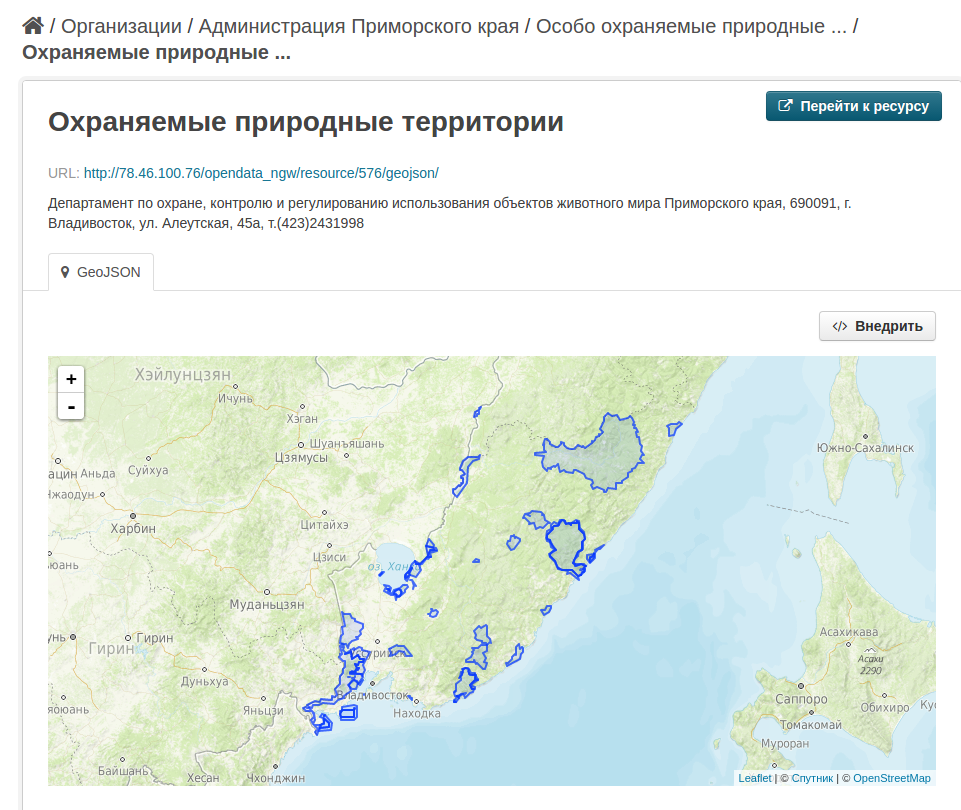 / Организации / Администрация Приморского края / Особо охраняемые природные ... /
Охраняемые природные ...
Перейти к ресурсу
Охраняемые природные территории
URL: http://78.46.100.76/opendata_ngw/resource/576/geojson/
Департамент по охране, контролю и регулированию использования объектов животного мира Приморского края, 690091, г.
Владивосток, ул. Алеутская, 45а, т.(423)2431998
GeoJSON
</> Внедрить
+
-
Хэйлунцзян
Ичунь
Хэган
Шуанъяшань
Цзямусы
Южно-Сахалинск
ацин Аньда
Суйхуа
Чжаодун
Харбин
Цитайхэ
Цзиси
оз. Ханка
Муданьцзян
Гирин
Гирин
Асахикава
Асахи
2290
Дуньхуа
Владивосток
Саппоро
Обихиро
Яньцзи
Находка
Томакомай
Муроран
Байшань
Хесан
Чхонджин
Leaflet | © Спутник | © OpenStreetMap